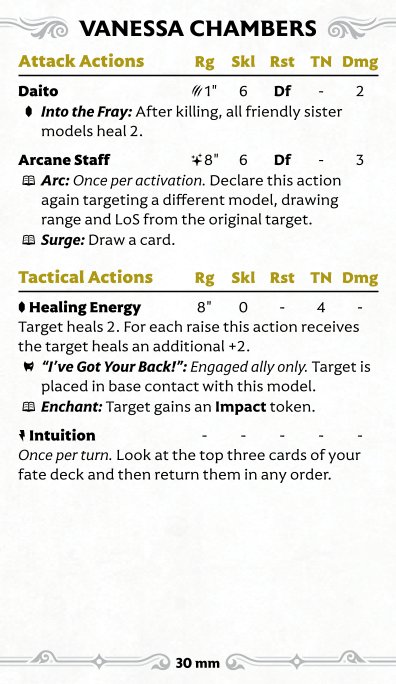 VANESSA CHAMBERS
Attack Actions Rg Skl Rst TN Dmg
Daito 1" 6 Df - 2
Into the Fray: After killing, all friendly sister
models heal 2.
Arcane Staff 8" 6 Df - 3
Arc: Once per activation. Declare this action
again targeting a different model, drawing
range and LoS from the original target.
Surge: Draw a card.
Tactical Actions Rg Skl Rst TN Dmg
Healing Energy 8" 0 - 4 -
Target heals 2. For each raise this action receives
the target heals an additional +2.
"I've Got Your Back!": Engaged ally only. Target is
placed in base contact with this model.
Enchant: Target gains an Impact token.
Intuition - - - - -
Once per turn. Look at the top three cards of your
fate deck and then return them in any order.
30 mm